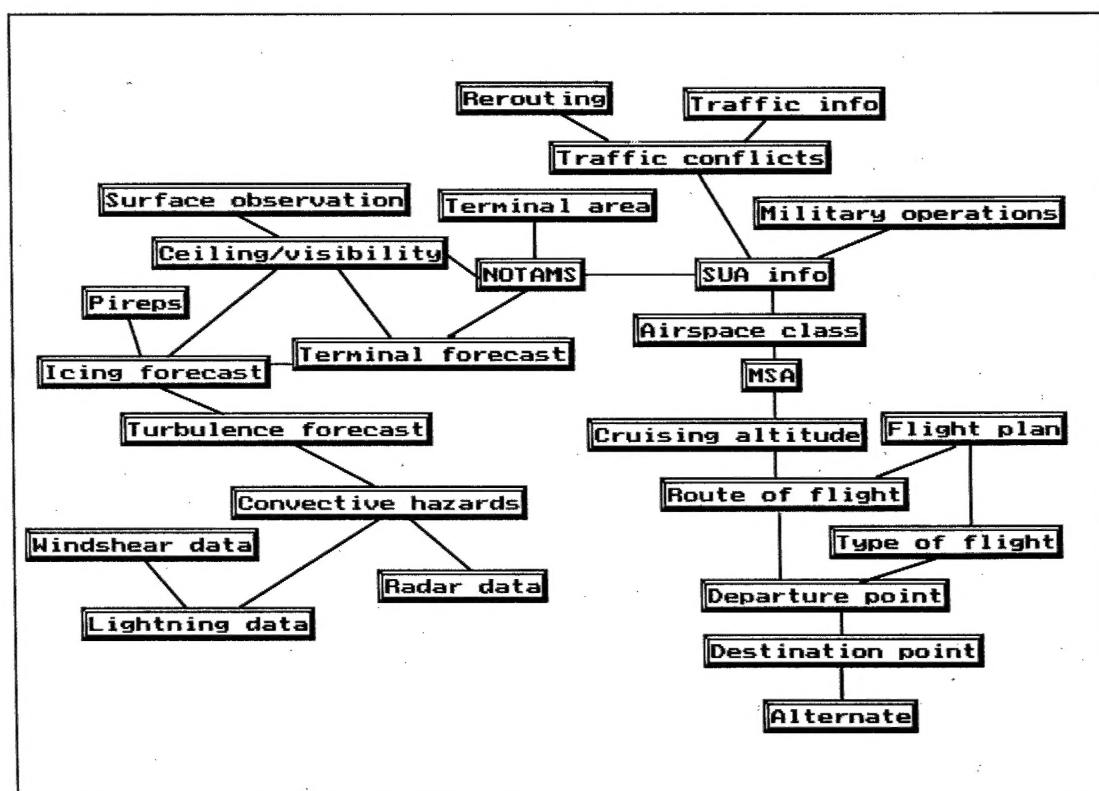 Rerouting
Traffic info
Traffic conflicts
Surface observation
Terminal area
Military operations
Ceiling/visibility
NOTAMS
SUA info
Pireps
Airspace class
Terminal forecast
Icing forecast
MSA
Turbulence forecast
Cruising altitude
Flight plan
Convective hazards
Route of flight
Windshear data
Type of flight
Radar data
Departure point
Lightning data
Destination point
Alternate